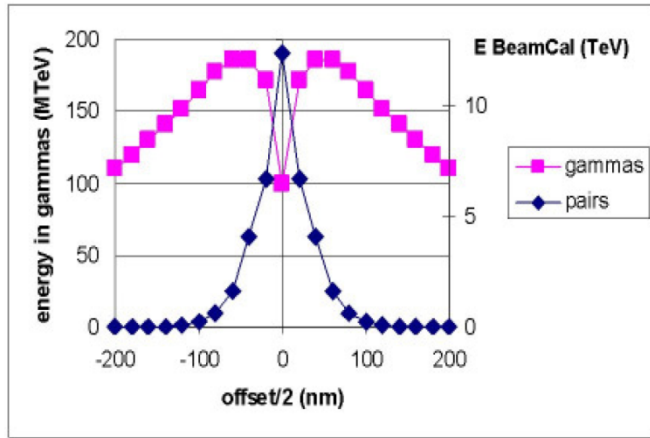 200
150
100
50
0
energy in gammas (MTeV)
-200 -100 0 100 200
offset/2 (nm)
E BeamCal (TeV)
10
5
0
gammas
pairs